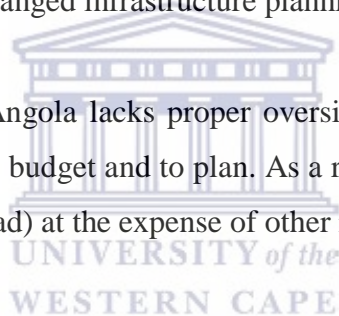 anged infrastructure planni
Angola lacks proper oversi
budget and to plan. As a r
ad) at the expense of other
UNIVERSITY of the
WESTERN CAPE